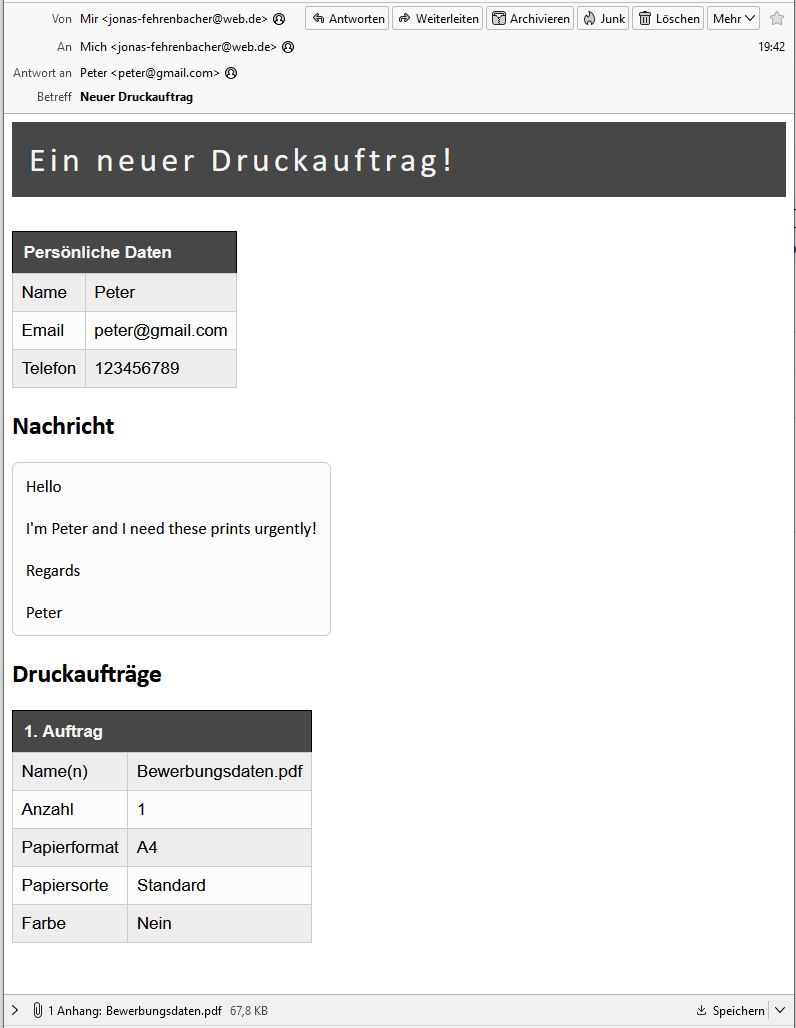 Von Mir <jonas-fehrenbacher@web.de> Antworten Weiterleiten Archivieren Junk Löschen Mehr
An Mich <jonas-fehrenbacher@web.de> 19:42
Antwort an Peter <peter@gmail.com>
Betreff Neuer Druckauftrag
Ein neuer Druckauftrag!
Persönliche Daten
Name Peter
Email peter@gmail.com
Telefon 123456789
Nachricht
Hello
I'm Peter and I need these prints urgently!
Regards
Peter
Druckaufträge
1. Auftrag
Name(n) Bewerbungsdaten.pdf
Anzahl 1
Papierformat A4
Papiersorte Standard
Farbe Nein
1 Anhang: Bewerbungsdaten.pdf 67,8 KB Speichern